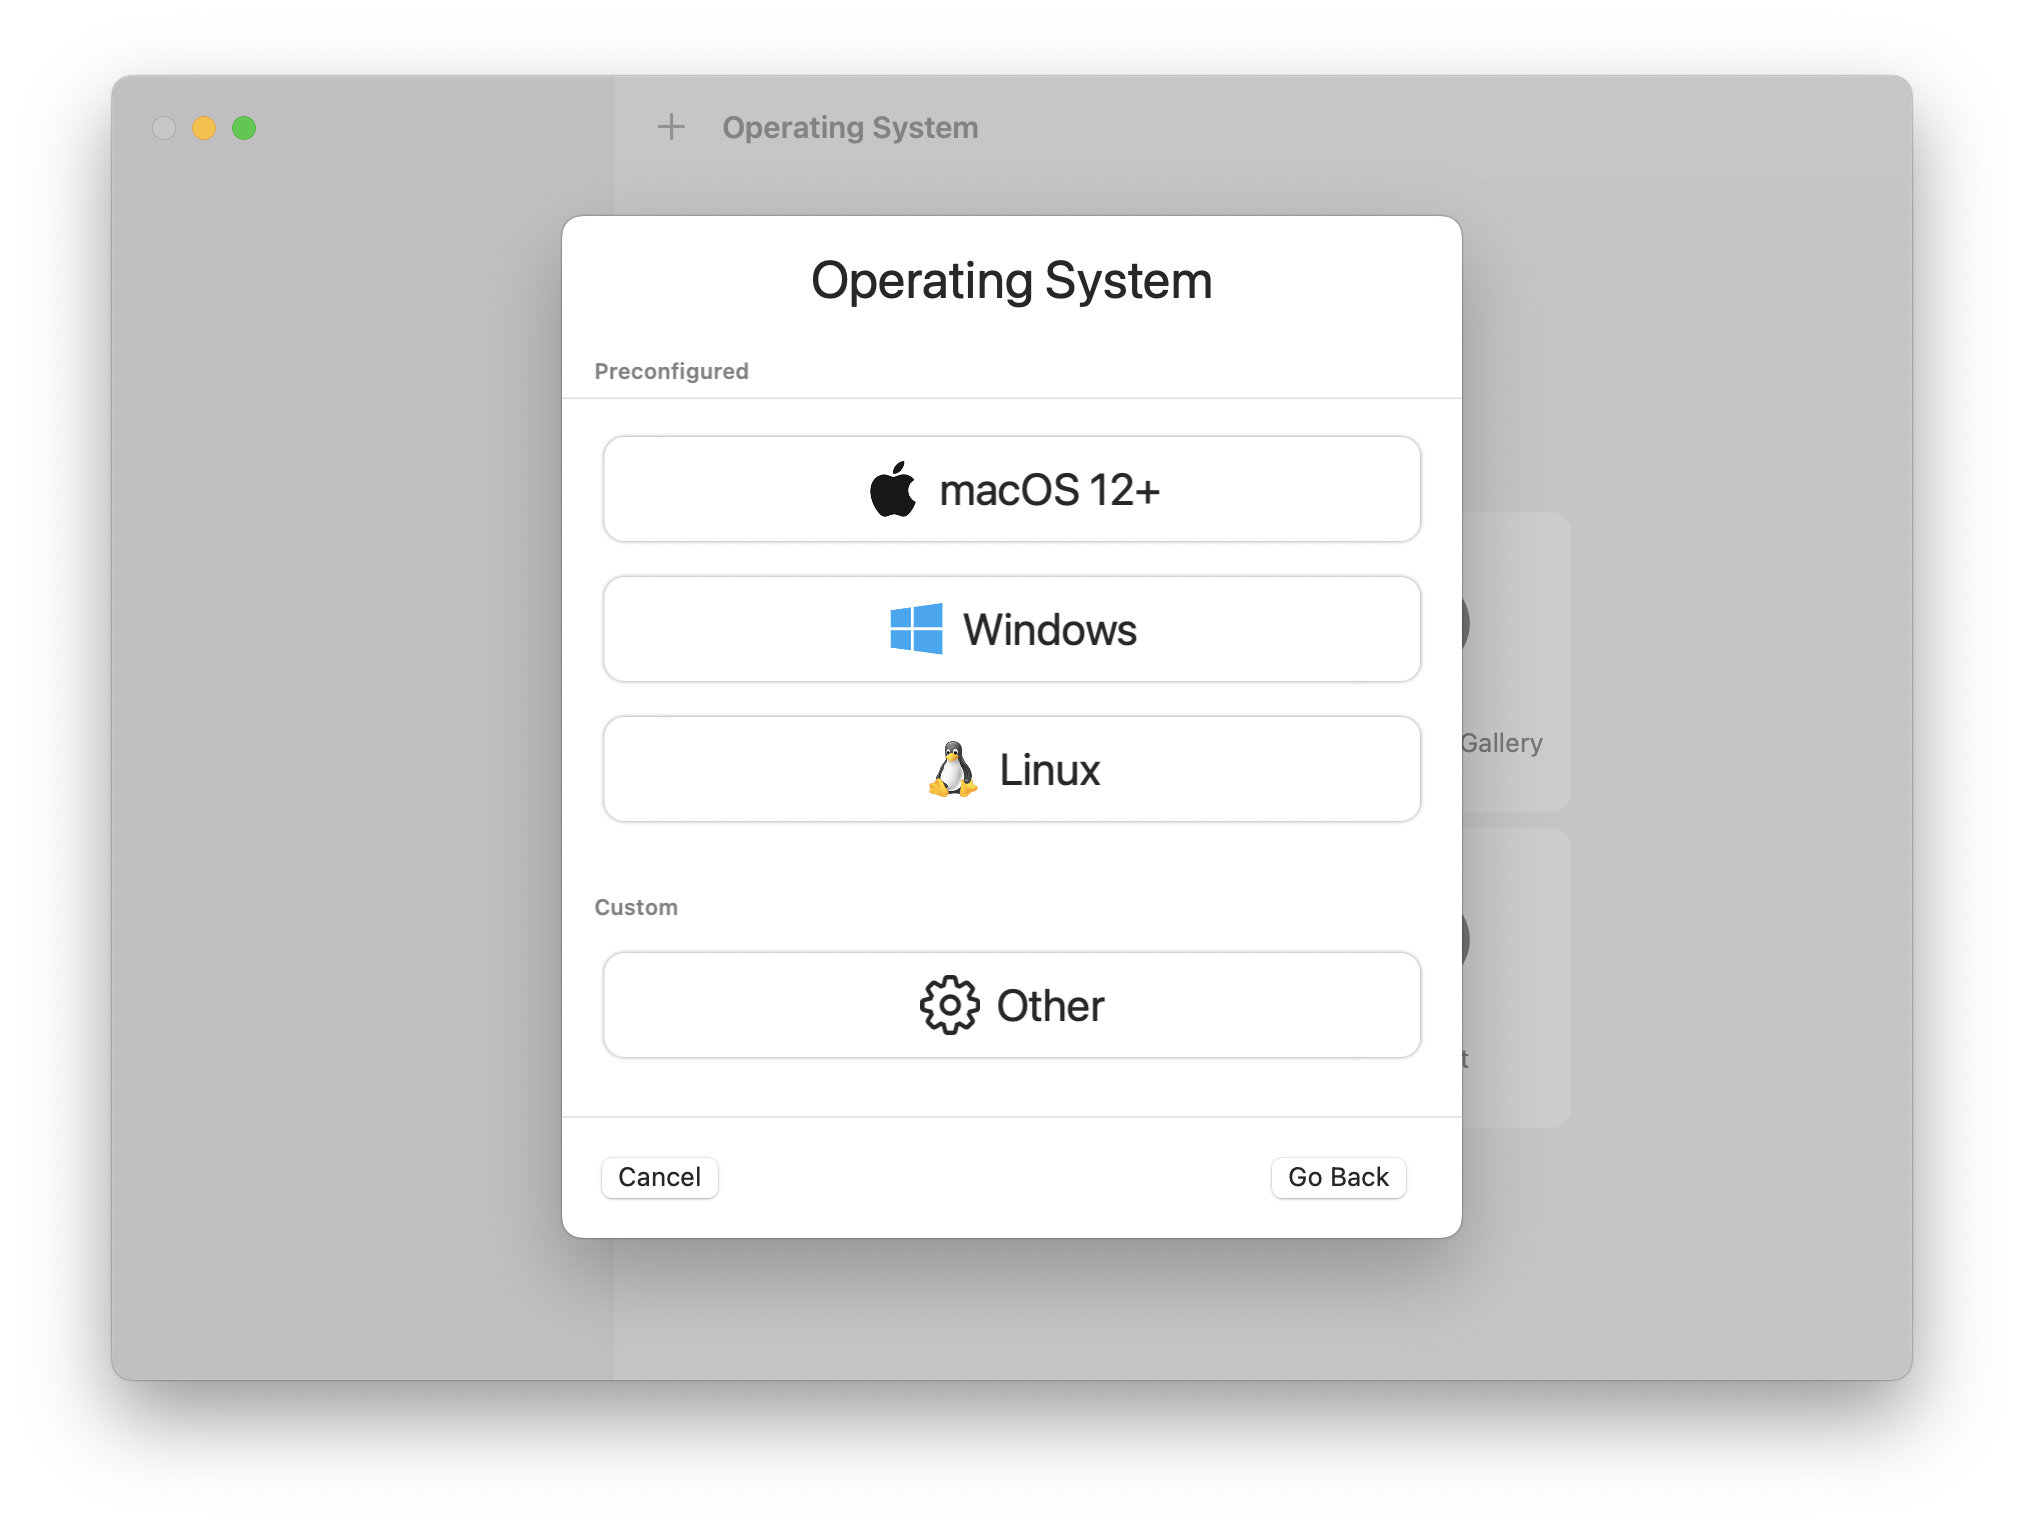 Operating System
Operating System
Preconfigured
macOS 12+
Windows
Linux
Gallery
Custom
Other
t
Cancel
Go Back